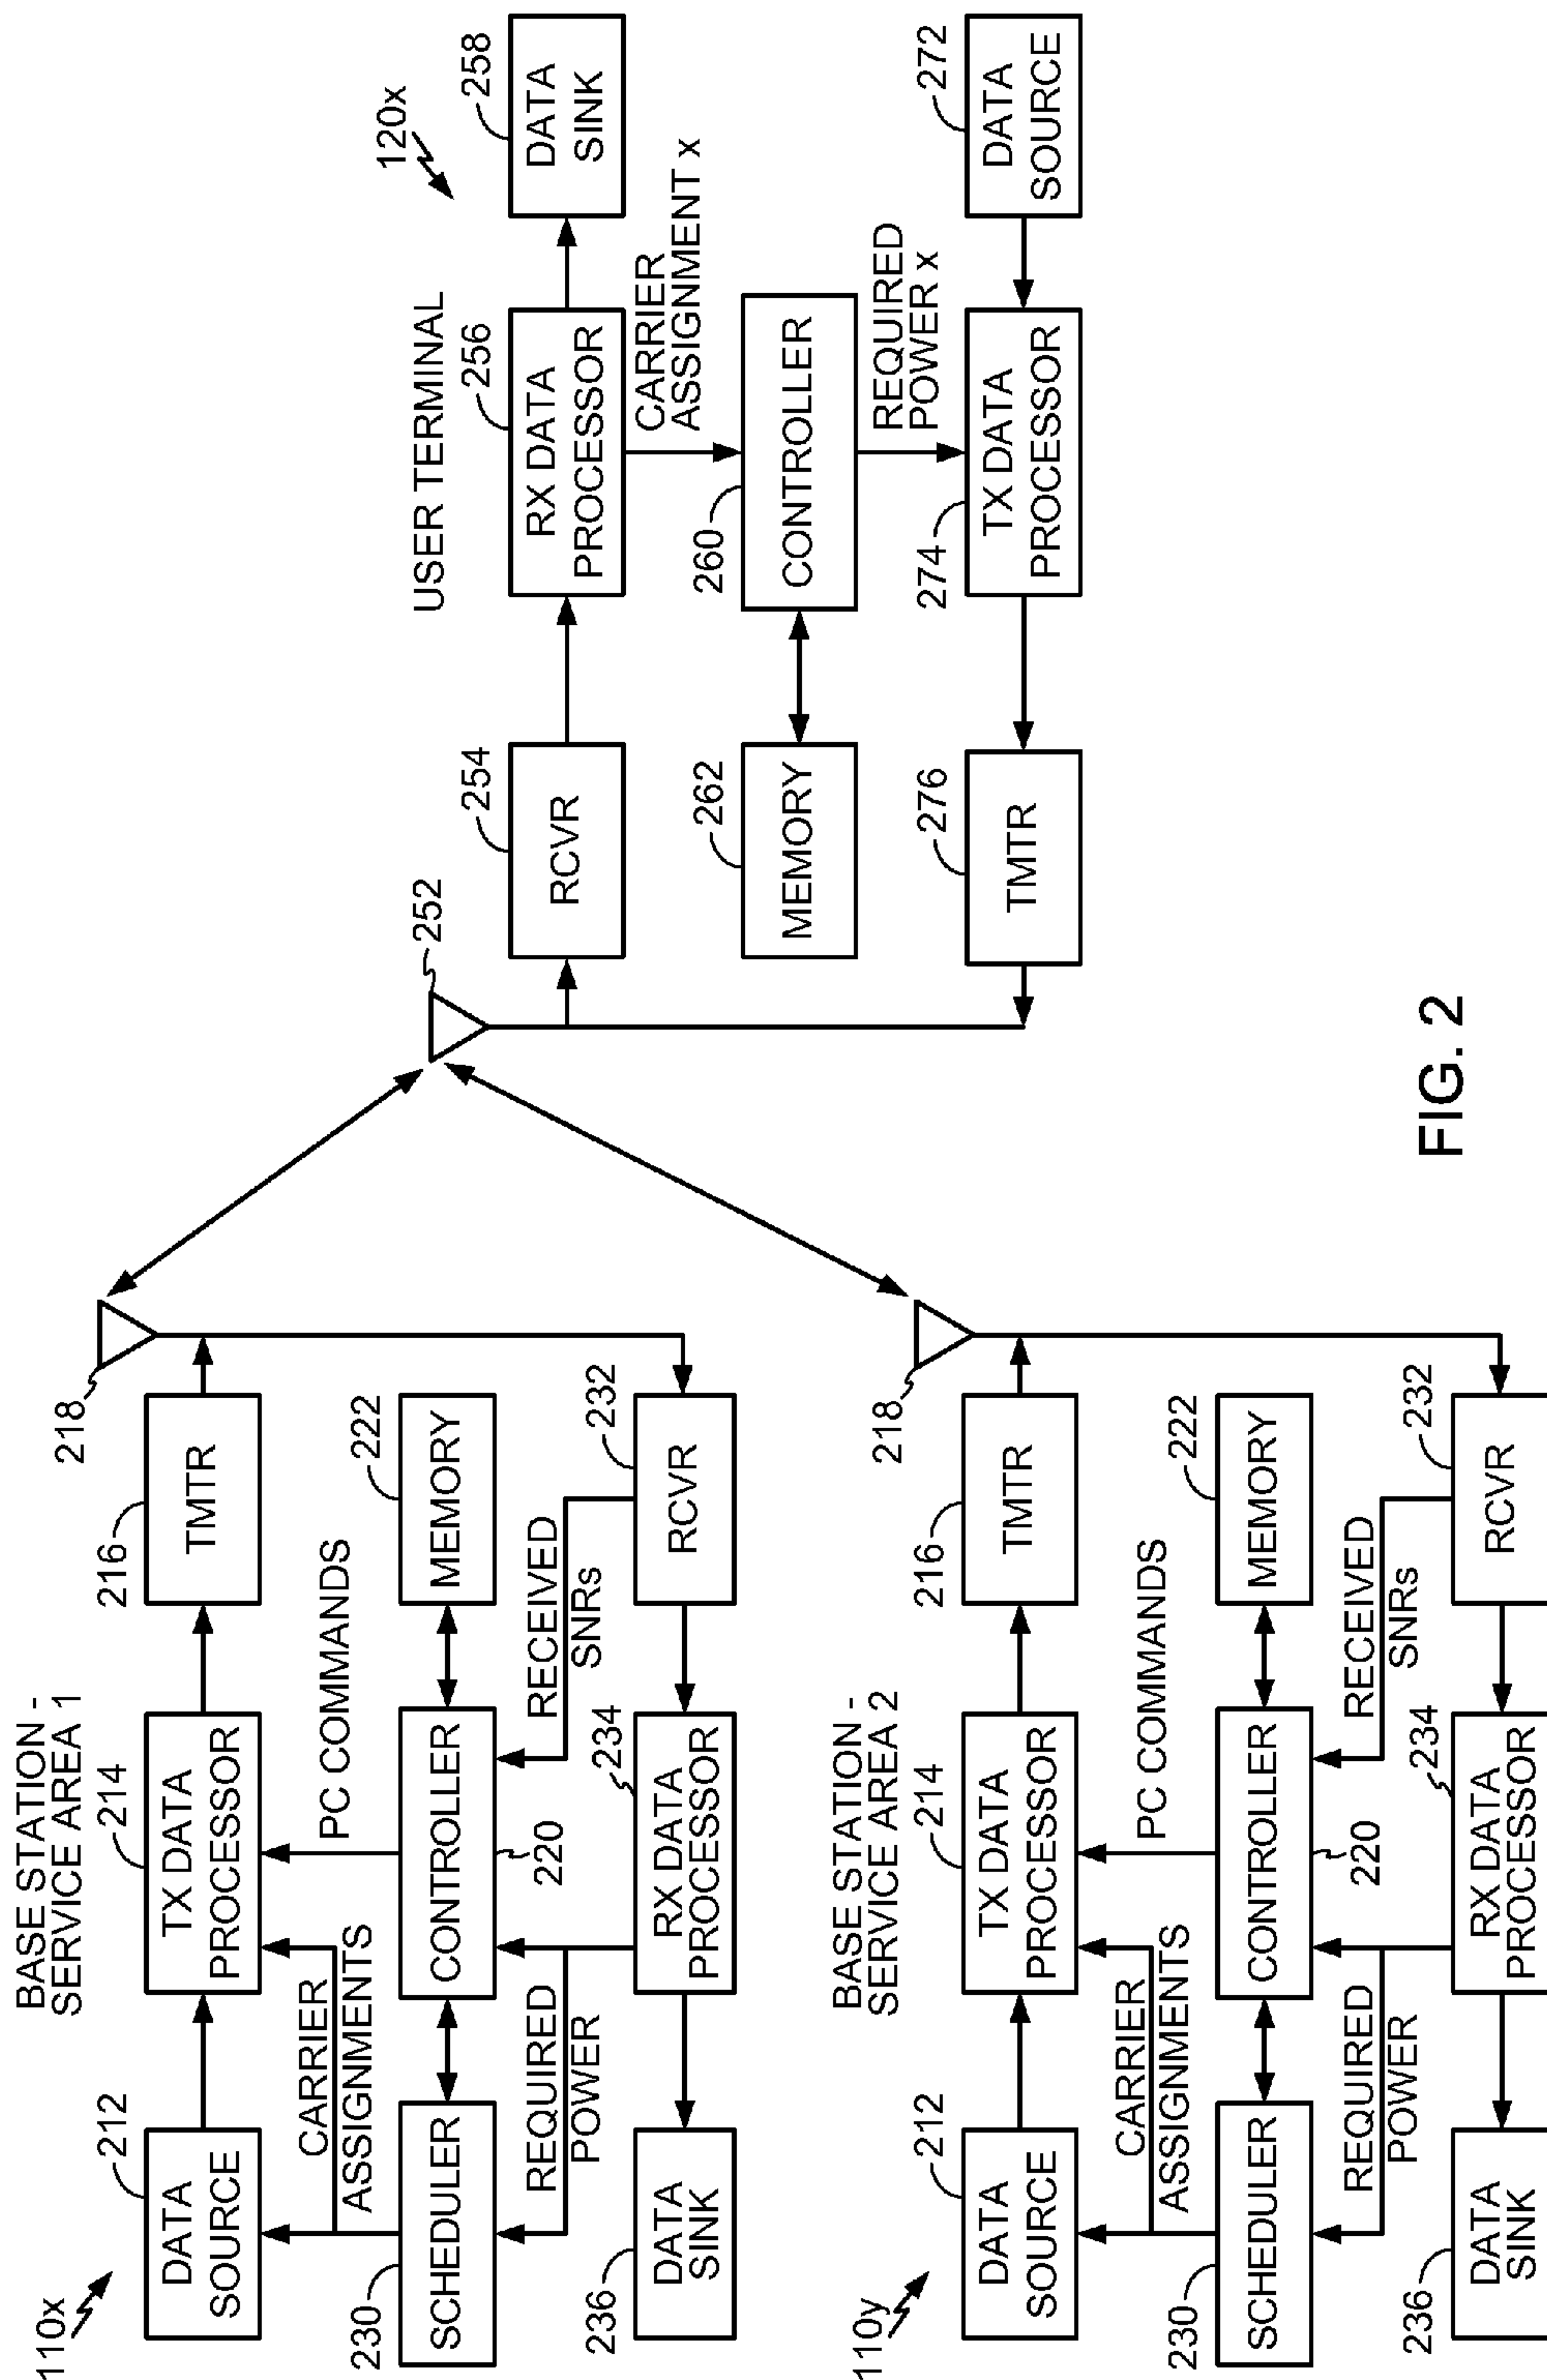 110x
BASE STATION -
SERVICE AREA 1
212
DATA
SOURCE
214
TX DATA
PROCESSOR
216
TMTR
218
CARRIER
ASSIGNMENTS
PC COMMANDS
230
SCHEDULER
CONTROLLER
220
222
MEMORY
REQUIRED
POWER
RECEIVED
SNRs
236
DATA
SINK
234
RX DATA
PROCESSOR
232
RCVR
110y
BASE STATION -
SERVICE AREA 2
212
DATA
SOURCE
214
TX DATA
PROCESSOR
216
TMTR
218
CARRIER
ASSIGNMENTS
PC COMMANDS
230
SCHEDULER
CONTROLLER
220
222
MEMORY
REQUIRED
POWER
RECEIVED
SNRs
236
DATA
SINK
234
RX DATA
PROCESSOR
232
RCVR
120x
USER TERMINAL
252
254
RCVR
256
RX DATA
PROCESSOR
258
DATA
SINK
CARRIER
ASSIGNMENT x
262
MEMORY
260
CONTROLLER
REQUIRED
POWER x
276
TMTR
274
TX DATA
PROCESSOR
272
DATA
SOURCE
FIG. 2